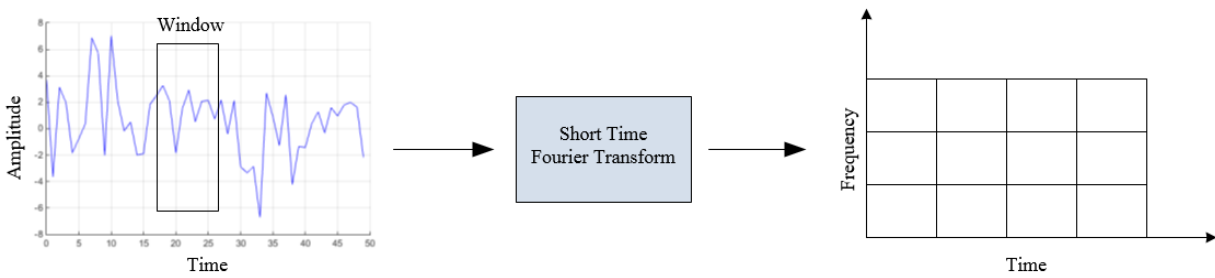 Window
Amplitude
8
6
4
2
0
-2
-4
-6
-8
0 5 10 15 20 25 30 35 40 45 50
Time
Short Time
Fourier Transform
Frequency
Time